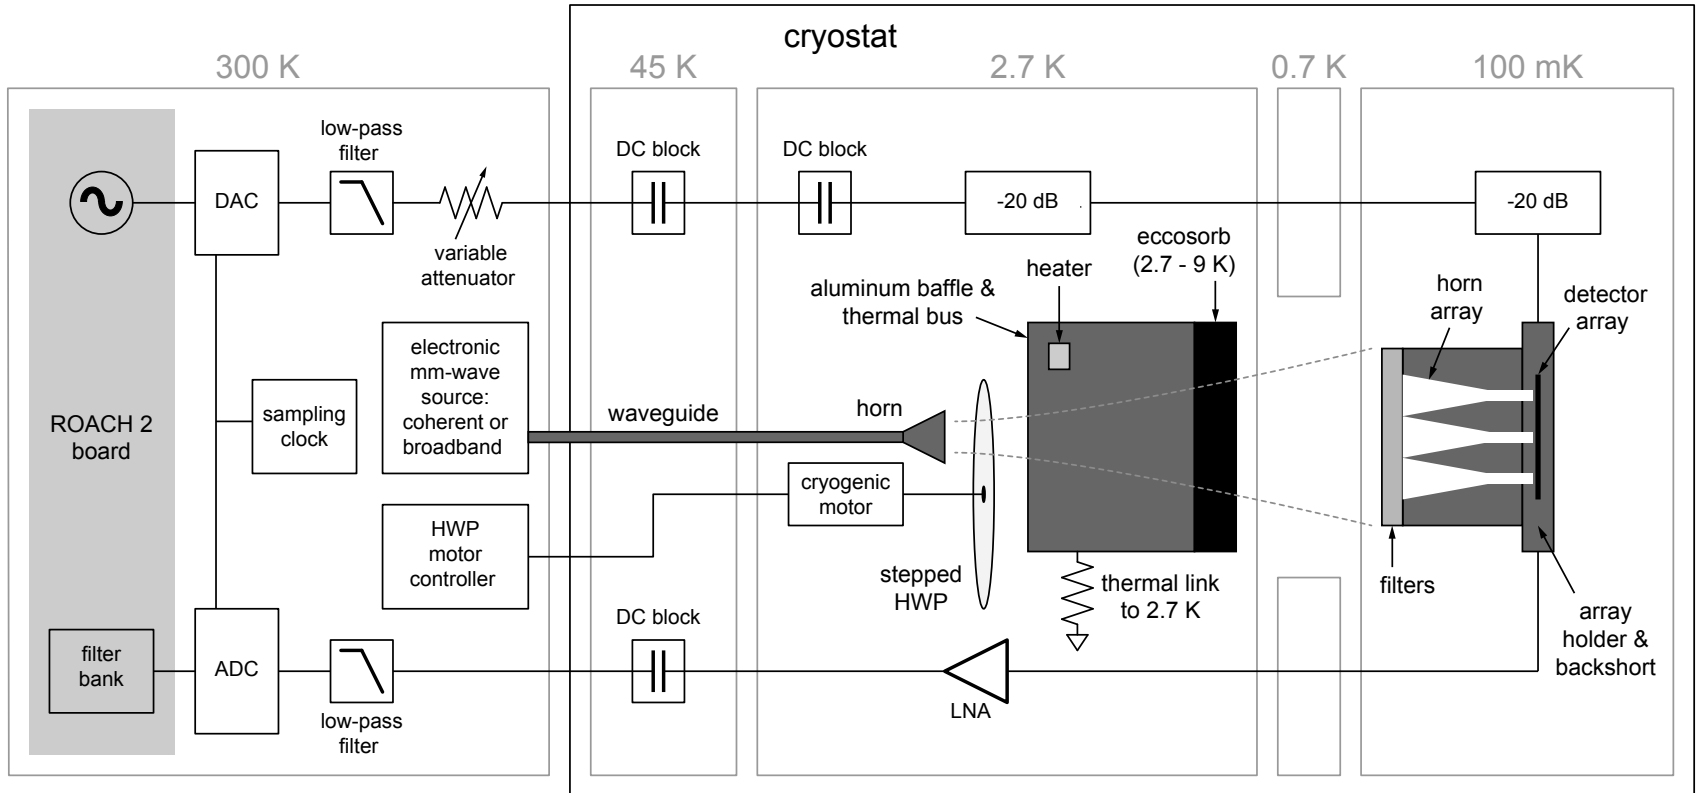 cryostat
300 K
45 K
2.7 K
0.7 K
100 mK
low-pass
filter
DC block
DC block
DAC
-20 dB
-20 dB
variable
attenuator
eccosorb
(2.7 - 9 K)
heater
aluminum baffle &
thermal bus
horn
array
detector
array
electronic
mm-wave
source:
coherent or
broadband
ROACH 2
board
sampling
clock
waveguide
horn
cryogenic
motor
HWP
motor
controller
stepped
HWP
thermal link
to 2.7 K
filters
array
holder &
backshort
DC block
filter
bank
ADC
LNA
low-pass
filter